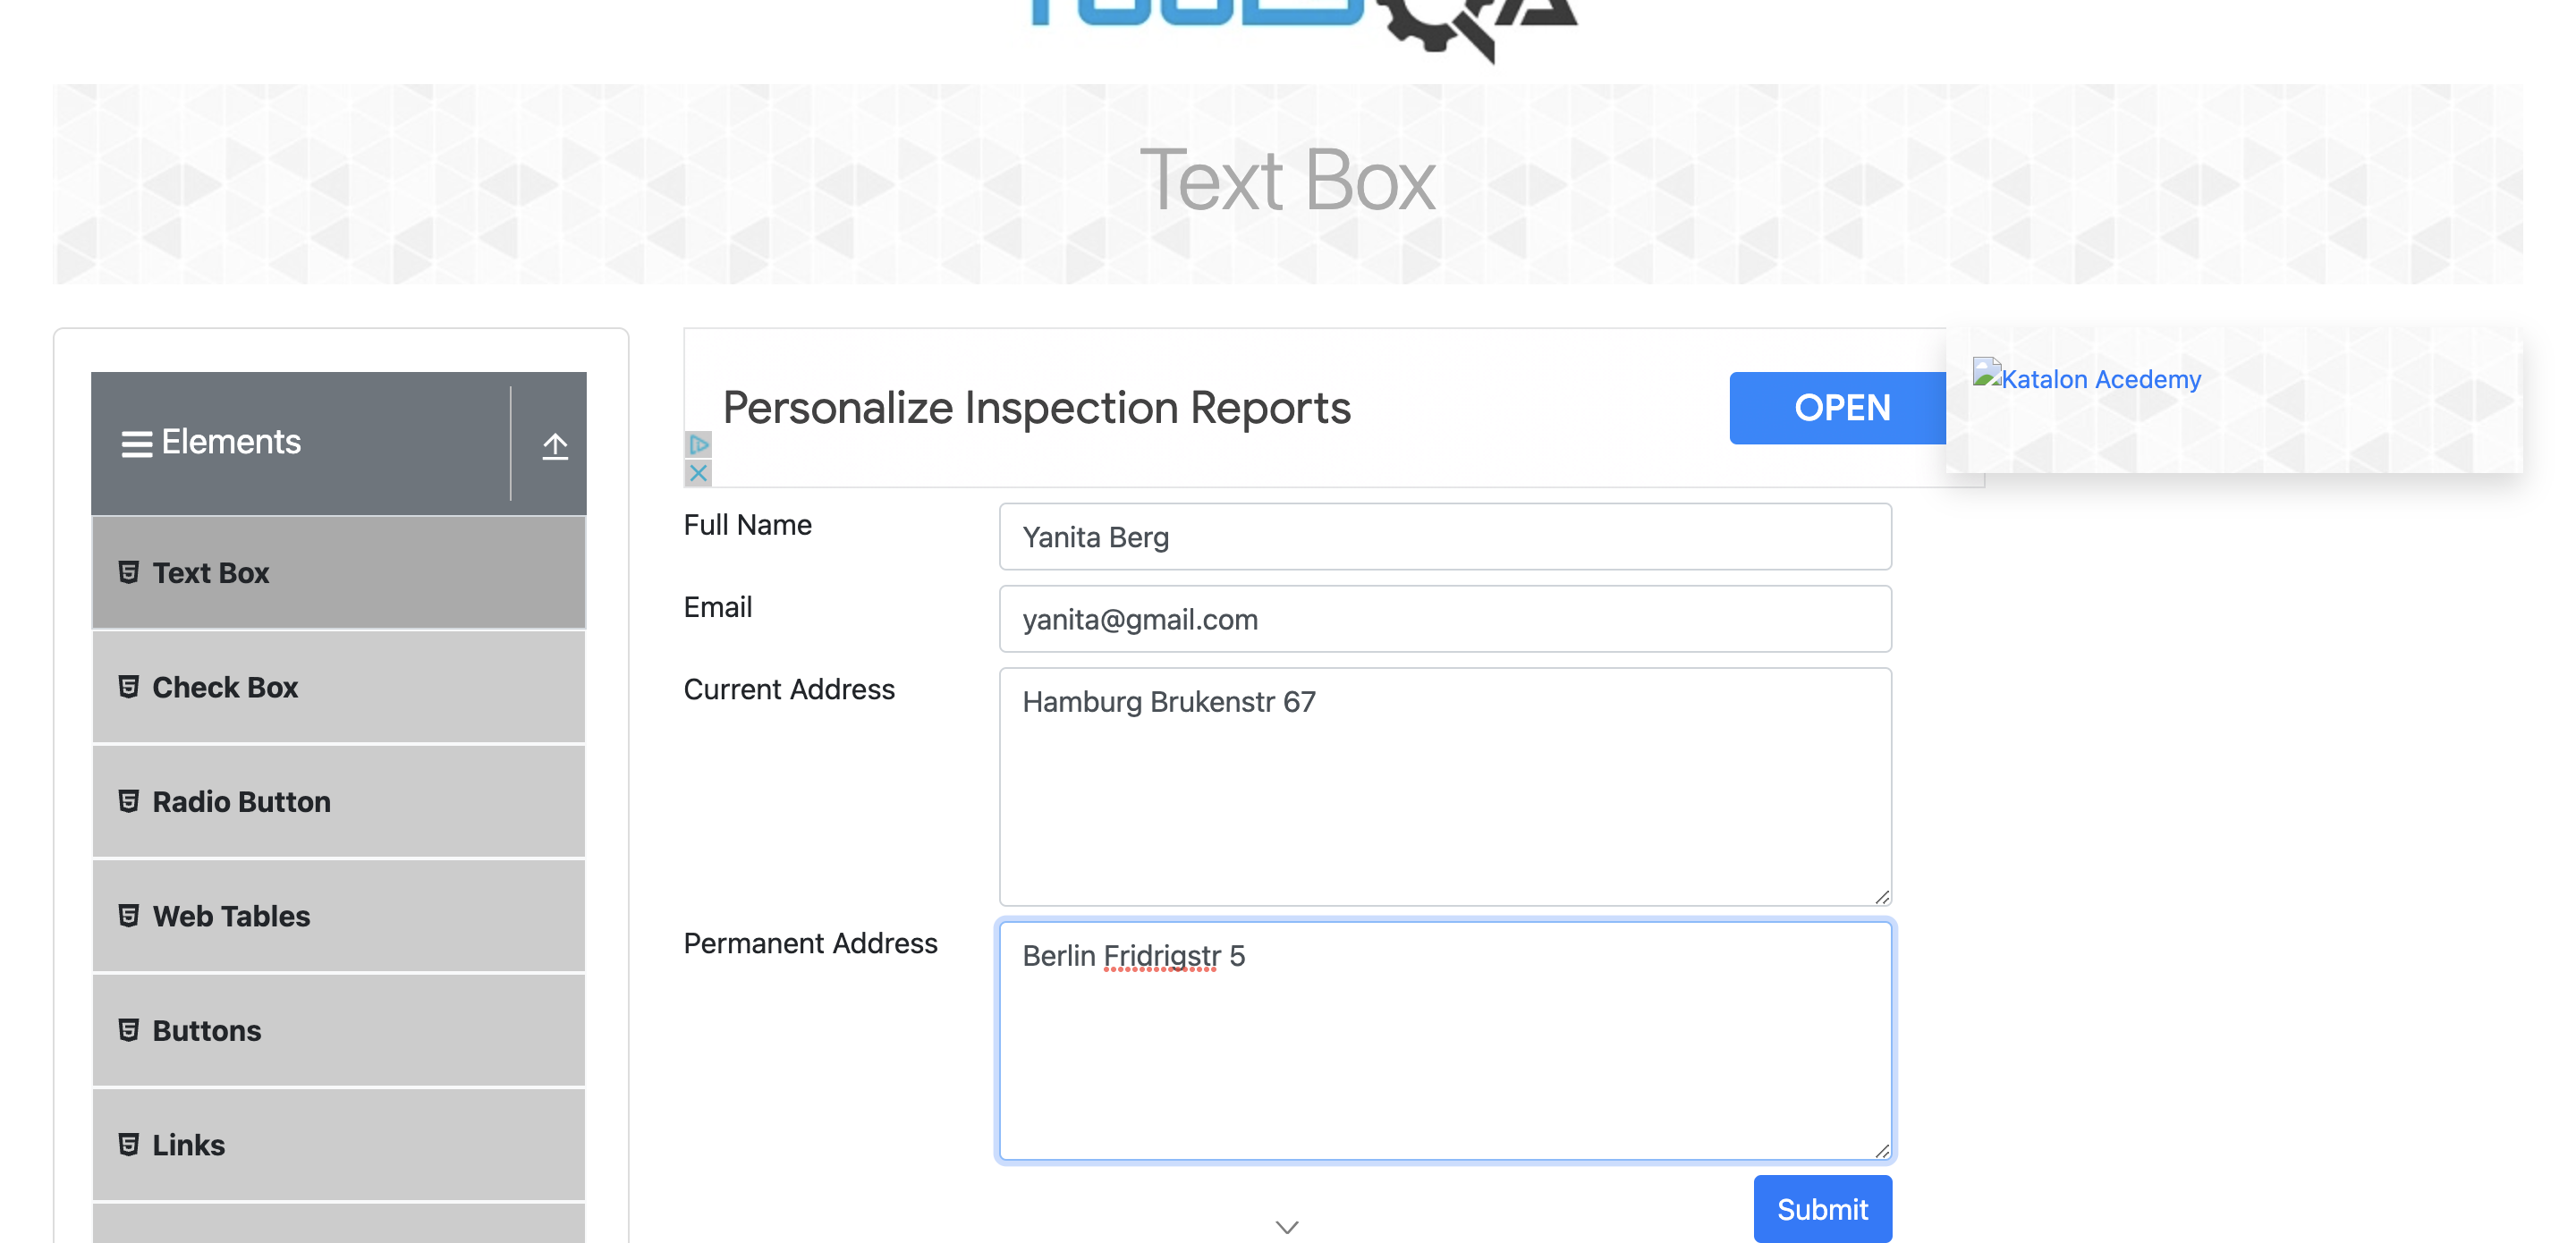 Text Box
Elements
Text Box
Check Box
Radio Button
Web Tables
Buttons
Links
Personalize Inspection Reports
OPEN
Katalon Acedemy
Full Name
Yanita Berg
Email
yanita@gmail.com
Current Address
Hamburg Brukenstr 67
Permanent Address
Berlin Fridrigstr 5
Submit